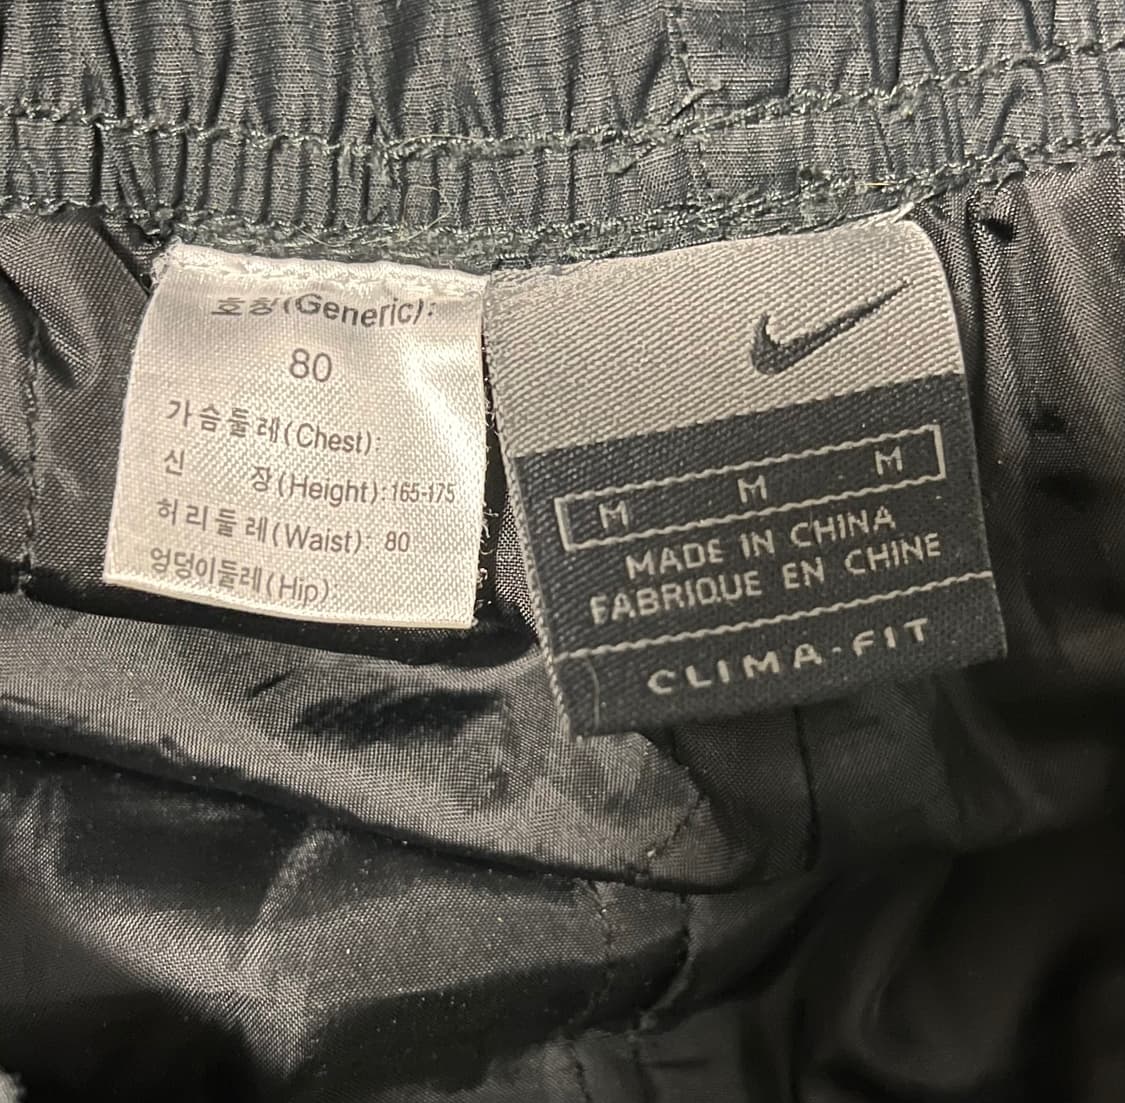 호칭(Generic):
80
가슴둘레(Chest):
신 장(Height):165-175
허리둘레(Waist): 80
엉덩이둘레(Hip):
M M M
MADE IN CHINA
FABRIQUE EN CHINE
CLIMA·FIT